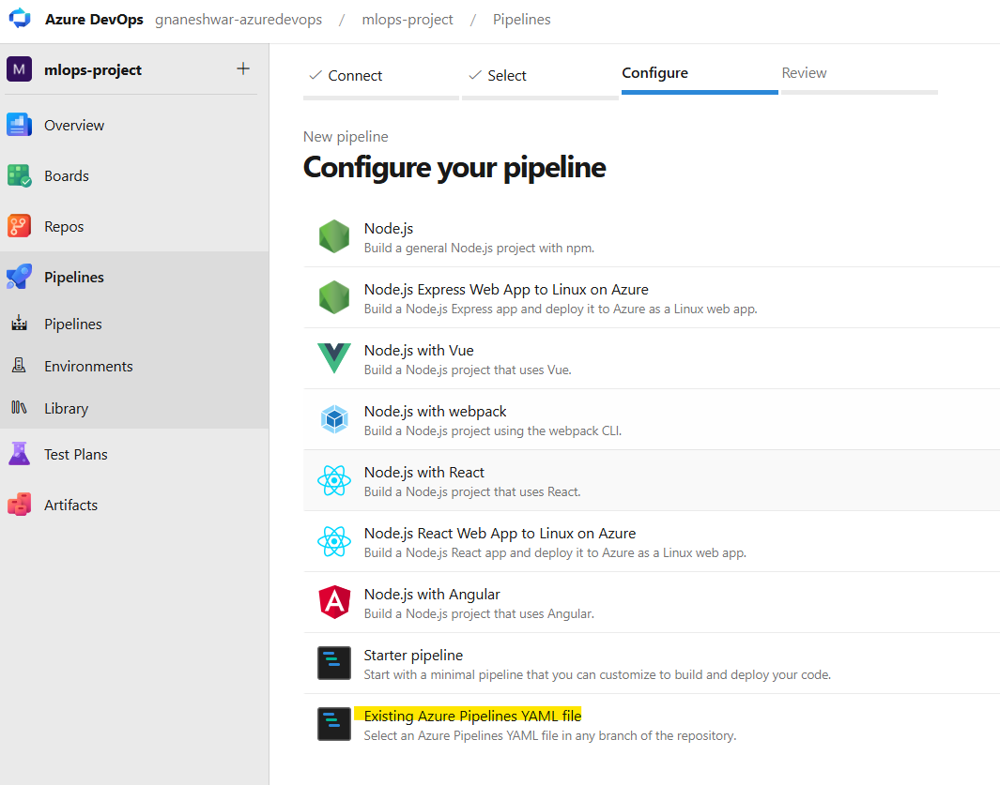 Azure DevOps gnaneshwar-azuredevops / mlops-project / Pipelines
M mlops-project +
Overview
Boards
Repos
Pipelines
Pipelines
Environments
Library
Test Plans
Artifacts
Connect Select Configure Review
New pipeline
Configure your pipeline
Node.js
Build a general Node.js project with npm.
Node.js Express Web App to Linux on Azure
Build a Node.js Express app and deploy it to Azure as a Linux web app.
Node.js with Vue
Build a Node.js project that uses Vue.
Node.js with webpack
Build a Node.js project using the webpack CLI.
Node.js with React
Build a Node.js project that uses React.
Node.js React Web App to Linux on Azure
Build a Node.js React app and deploy it to Azure as a Linux web app.
Node.js with Angular
Build a Node.js project that uses Angular.
Starter pipeline
Start with a minimal pipeline that you can customize to build and deploy your code.
Existing Azure Pipelines YAML file
Select an Azure Pipelines YAML file in any branch of the repository.